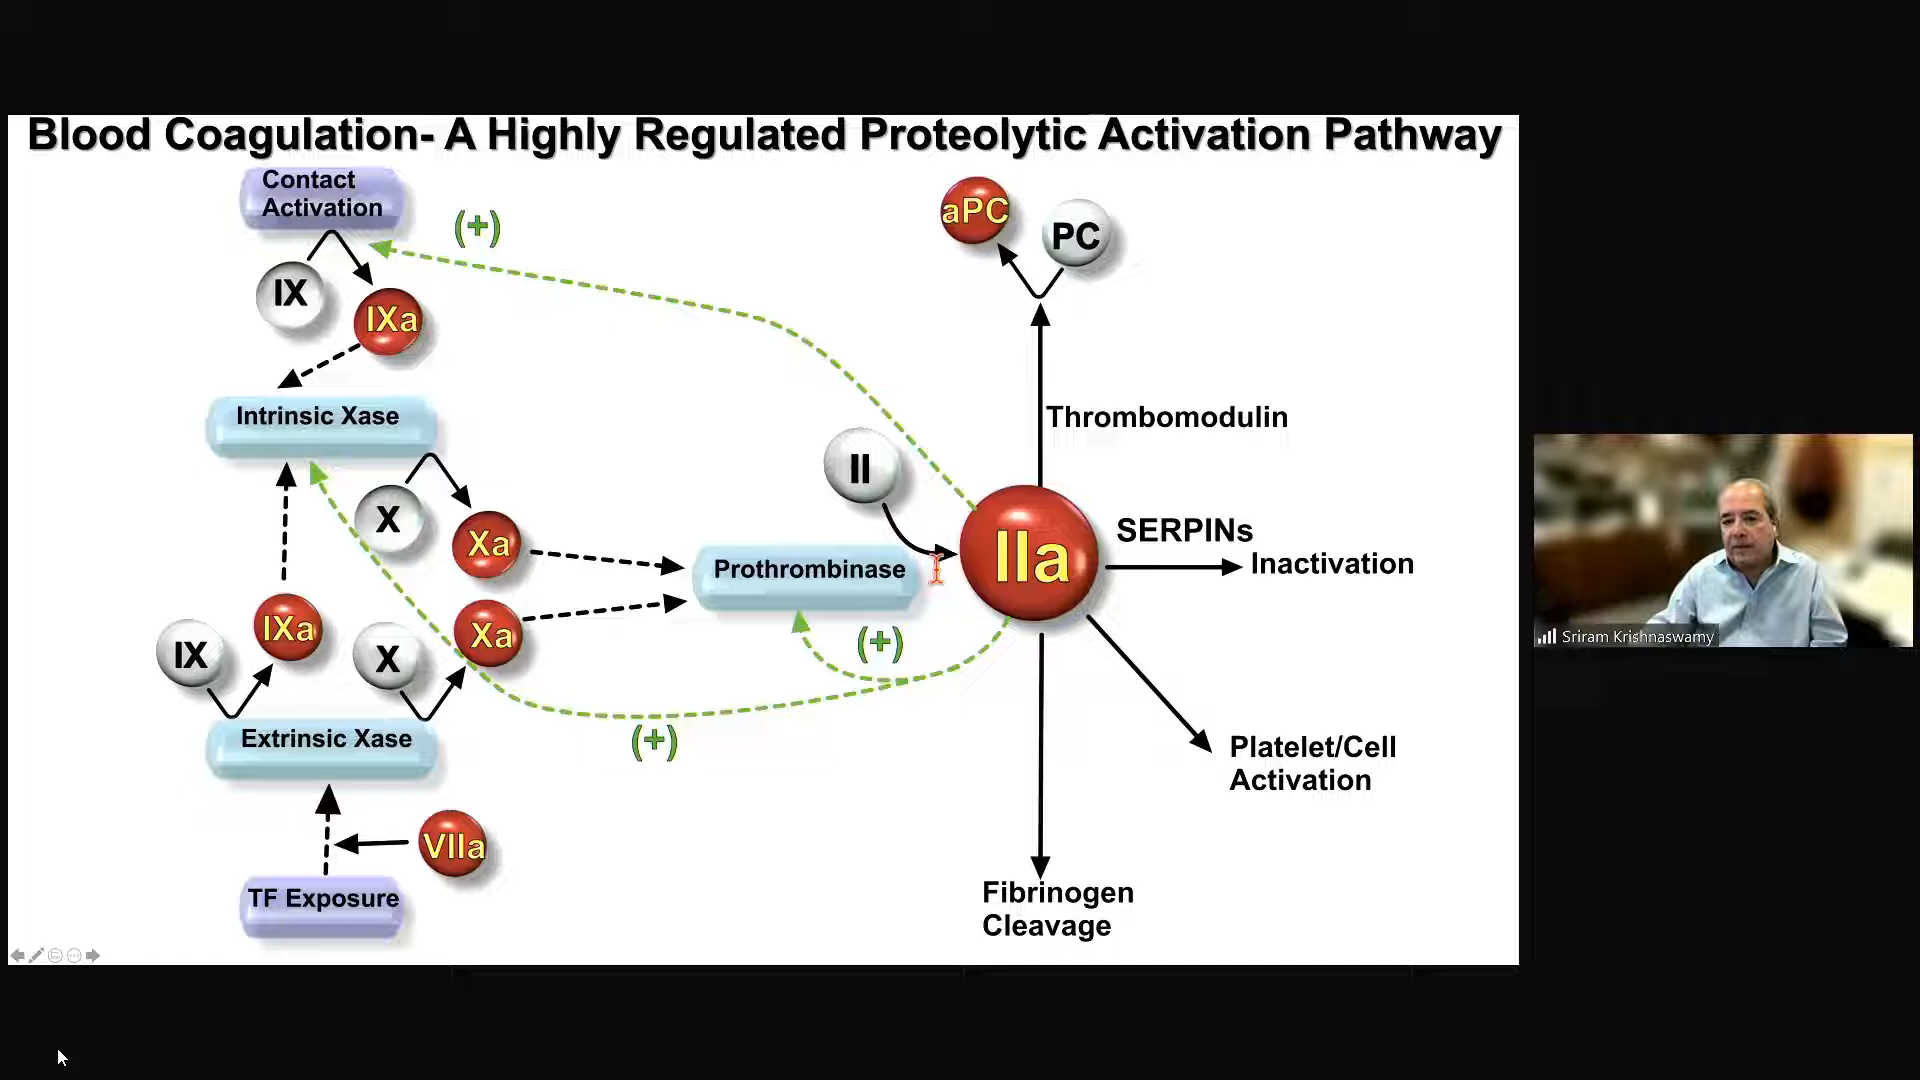 Blood Coagulation- A Highly Regulated Proteolytic Activation Pathway
Contact
Activation
(+)
aPC
PC
IX
IXa
Intrinsic Xase
Thrombomodulin
II
X
Xa
SERPINs
IIa
Inactivation
Prothrombinase
IXa
IX
X
Xa
(+)
Extrinsic Xase
(+)
Platelet/Cell
Activation
VIIa
TF Exposure
Fibrinogen
Cleavage
Sriram Krishnaswamy